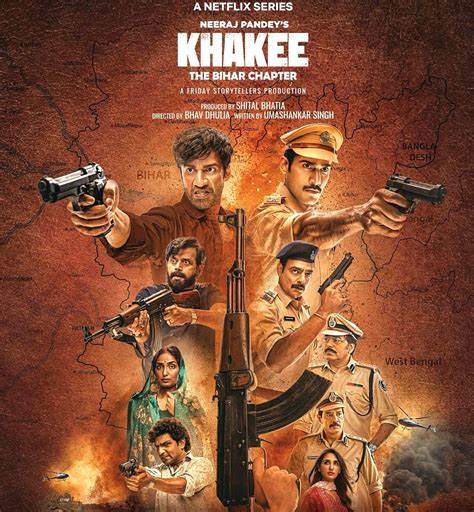 A NETFLIX SERIES
NEERAJ PANDEY'S
KHAKEE
THE BIHAR CHAPTER
A FRIDAY STORYTELLERS PRODUCTION
PRODUCED BY SHITAL BHATIA
DIRECTED BY BHAV DHULIA WRITTEN BY UMASHANKAR SINGH
BIHAR
BANGLA
DESH
West Bengal